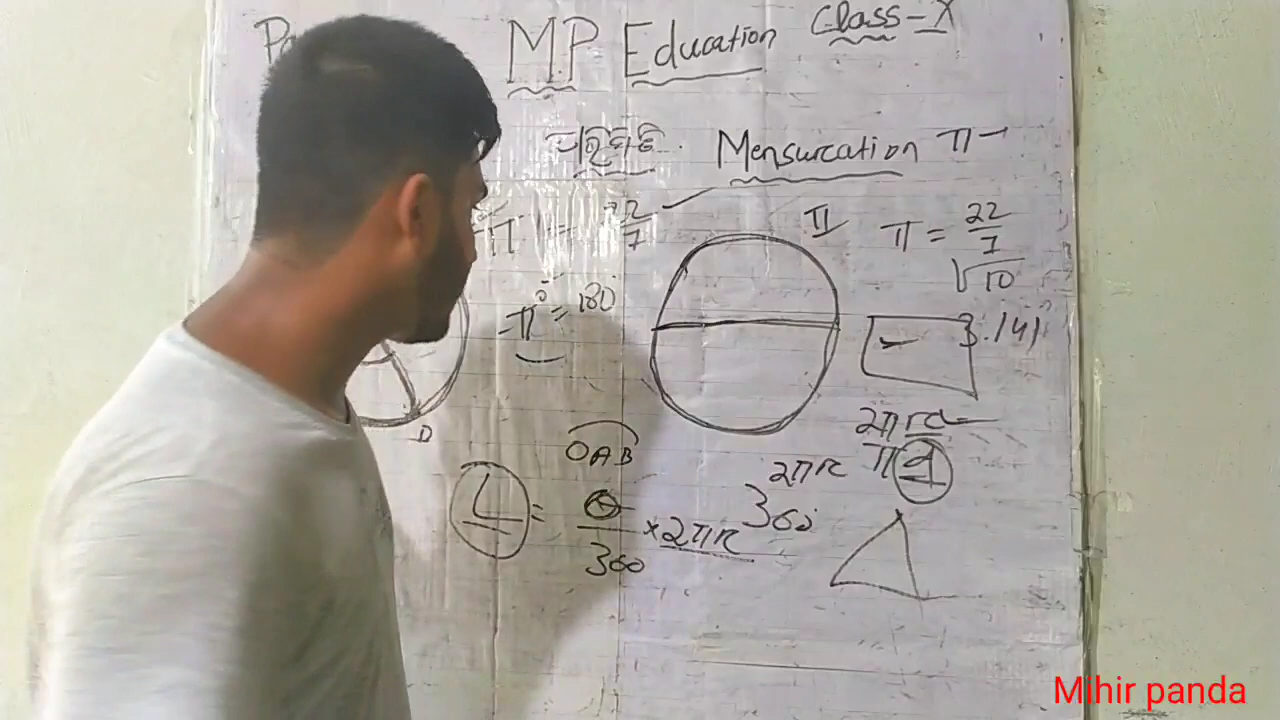 MP Education Class-X
ପରିମିତି Mensuration π-
π = 22/7
π = 22/7
√10
3.141
π° = 180
2πr
πd
D
OAB
L = θ/360 × 2πr
2πr
360
Mihir panda